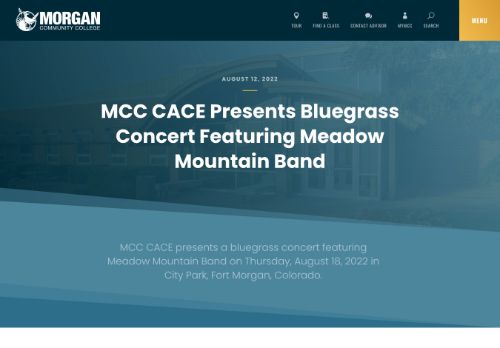 MORGAN
COMMUNITY COLLEGE
TOUR
FIND A CLASS
CONTACT ADVISOR
MYMCC
SEARCH
MENU
AUGUST 12, 2022
MCC CACE Presents Bluegrass
Concert Featuring Meadow
Mountain Band
MCC CACE presents a bluegrass concert featuring
Meadow Mountain Band on Thursday, August 18, 2022 in
City Park, Fort Morgan, Colorado.